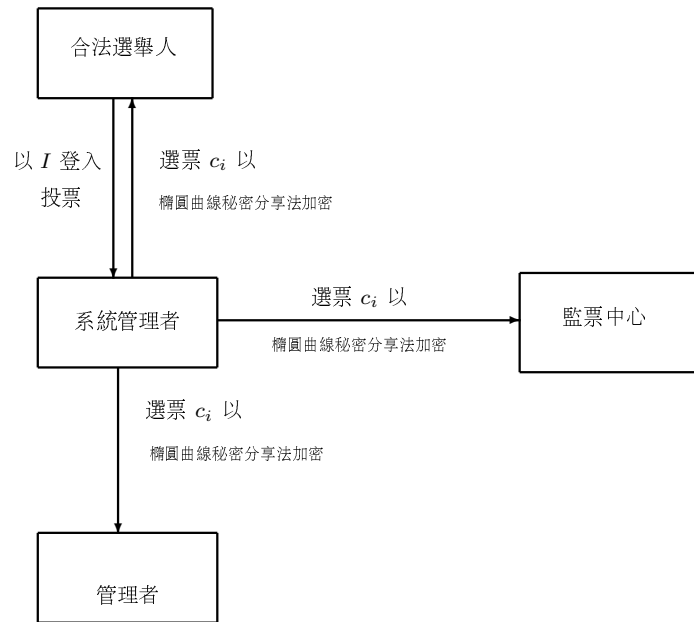 合法選舉人
以 I 登入
投票
選票 cᵢ 以
橢圓曲線秘密分享法加密
系統管理者
選票 cᵢ 以
橢圓曲線秘密分享法加密
監票中心
選票 cᵢ 以
橢圓曲線秘密分享法加密
管理者